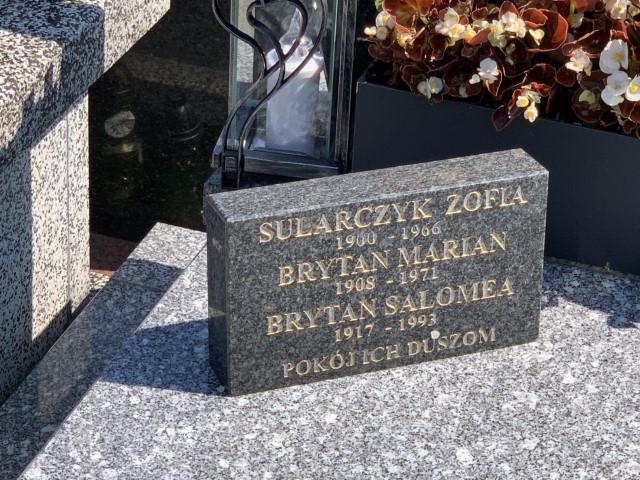 SULARCZYK ZOFIA
1900 - 1966
BRYTAN MARIAN
1908 - 1971
BRYTAN SALOMEA
1917 - 1993
POKÓJ ICH DUSZOM